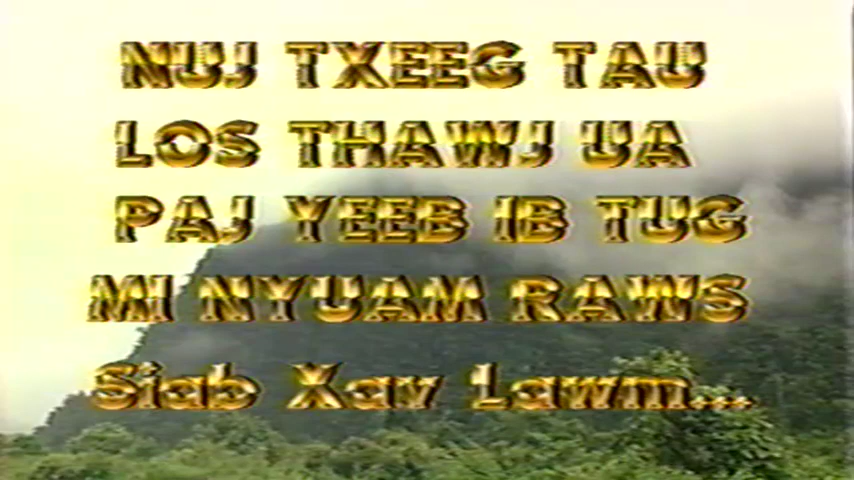 NUJ TXEEG TAU
LOS THAWJ UA
PAJ YEEB IB TUG
MI NYUAM RAWS
Siab Xav Lawm...